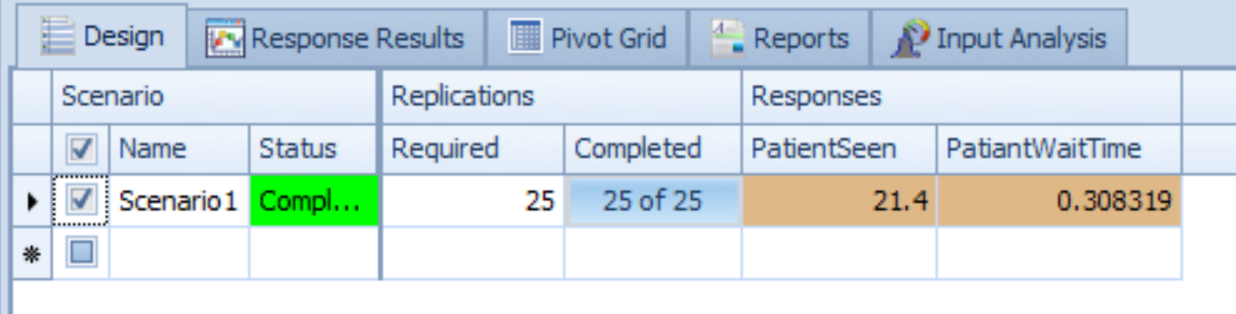 Design Response Results Pivot Grid Reports Input Analysis
Scenario Replications Responses
Name Status Required Completed PatientSeen PatiantWaitTime
Scenario1 Compl... 25 25 of 25 21.4 0.308319